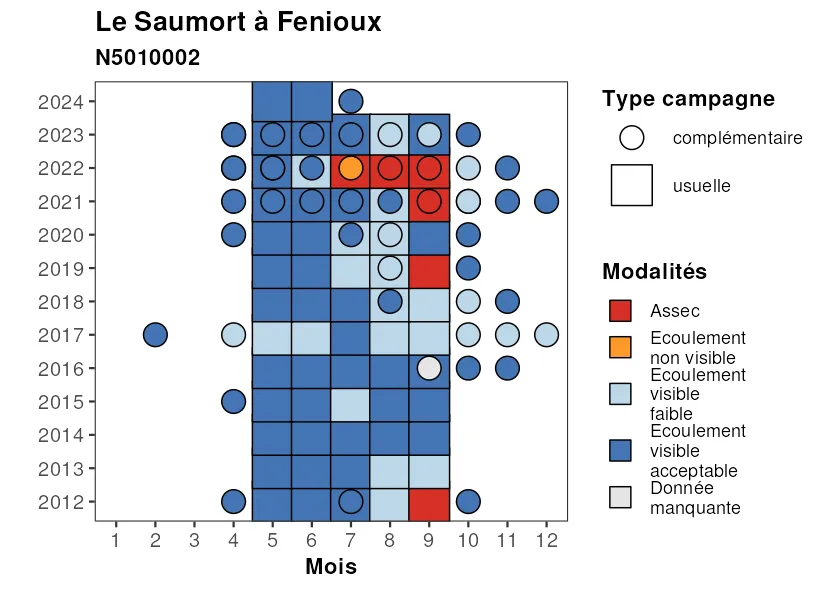 Le Saumort à Fenioux
N5010002
2024
2023
2022
2021
2020
2019
2018
2017
2016
2015
2014
2013
2012
1 2 3 4 5 6 7 8 9 10 11 12
Mois
Type campagne
complémentaire
usuelle
Modalités
Assec
Ecoulement
non visible
Ecoulement
visible
faible
Ecoulement
visible
acceptable
Donnée
manquante